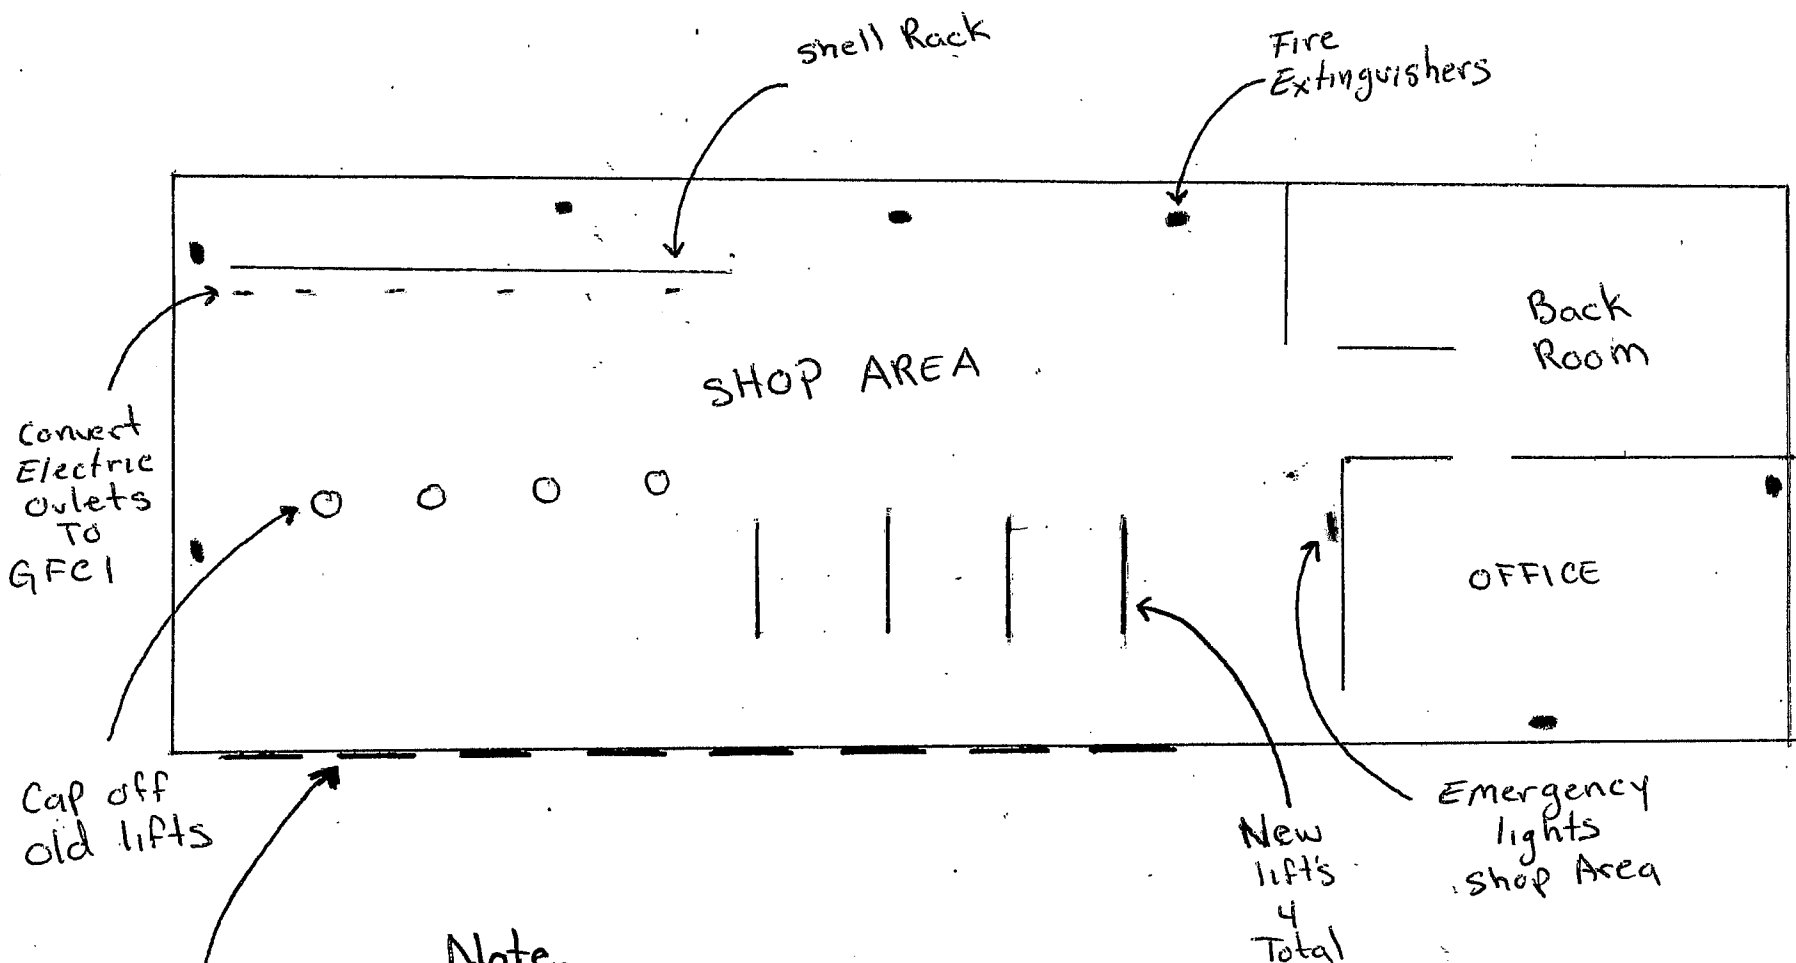 shell Rack
Fire
Extinguishers
Back
Room
SHOP AREA
Convert
Electric
Outlets
To
GFCI
OFFICE
Cap off
old lifts
Emergency
lights
Shop Area
New
lift's
4
Total
Note